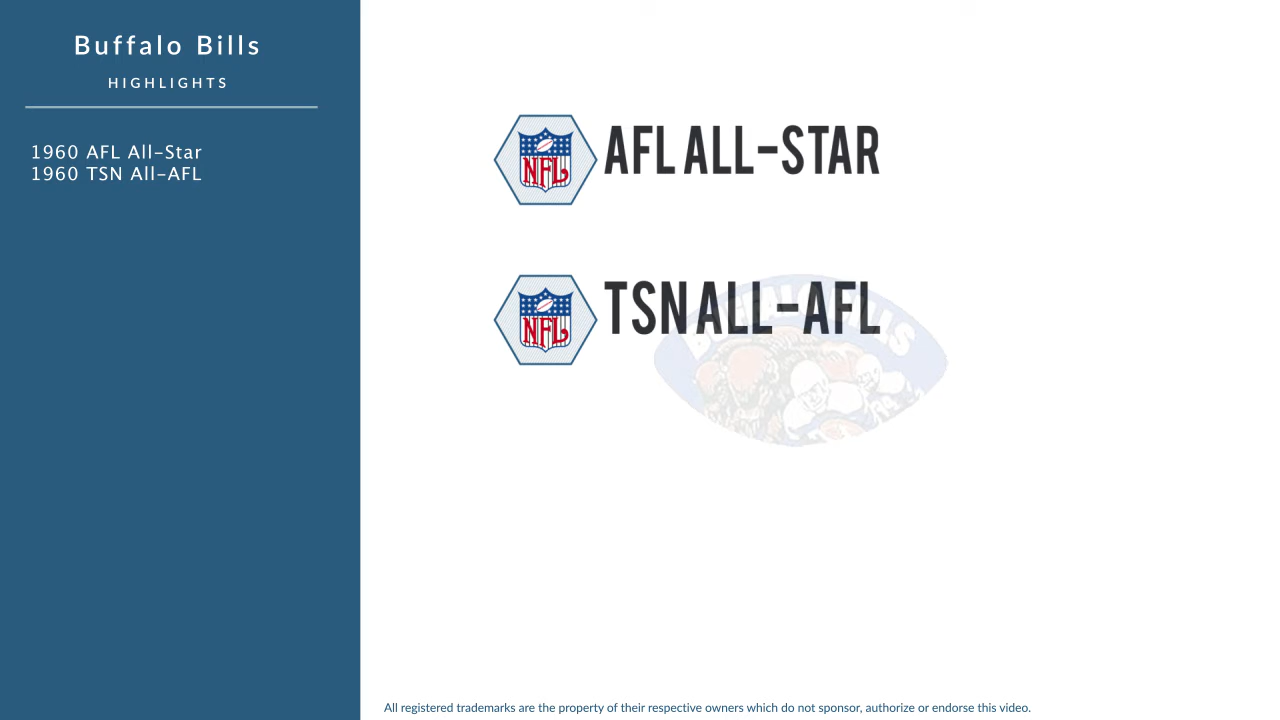 Buffalo Bills
HIGHLIGHTS
1960 AFL All-Star
1960 TSN All-AFL
NFL
AFL ALL-STAR
NFL
TSN ALL-AFL
BUFFALO BILLS
All registered trademarks are the property of their respective owners which do not sponsor, authorize or endorse this video.